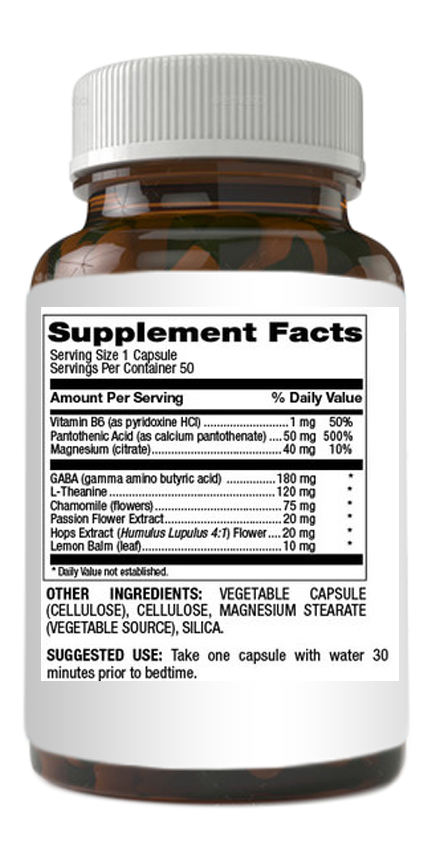 Supplement Facts
Serving Size 1 Capsule
Servings Per Container 50
Amount Per Serving % Daily Value
Vitamin B6 (as pyridoxine HCl) ........................1 mg 50%
Pantothenic Acid (as calcium pantothenate) ....50 mg 500%
Magnesium (citrate)......................................40 mg 10%
GABA (gamma amino butyric acid) ...............180 mg *
L-Theanine..................................................120 mg *
Chamomile (flowers)......................................75 mg *
Passion Flower Extract...................................20 mg *
Hops Extract (Humulus Lupulus 4:1) Flower....20 mg *
Lemon Balm (leaf).........................................10 mg *
* Daily Value not established.
OTHER INGREDIENTS: VEGETABLE CAPSULE
(CELLULOSE), CELLULOSE, MAGNESIUM STEARATE
(VEGETABLE SOURCE), SILICA.
SUGGESTED USE: Take one capsule with water 30
minutes prior to bedtime.